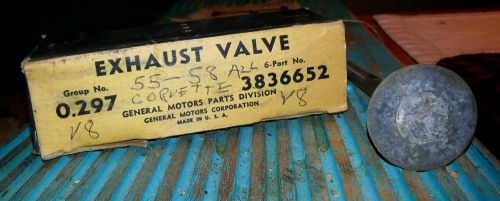 EXHAUST VALVE
Group No. 55-58 ALL 6-Part No.
0.297 CORVETTE 3836652
V8 GENERAL MOTORS PARTS DIVISION V8
GENERAL MOTORS CORPORATION
MADE IN U. S. A.